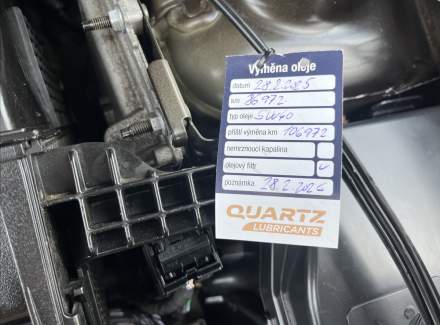 Výměna oleje
datum 28.2.2025
km 86972
typ oleje 5W40
příští výměna km 106972
nemrznoucí kapalina
olejový filtr ✓
poznámka 28.2.2026
QUARTZ
LUBRICANTS